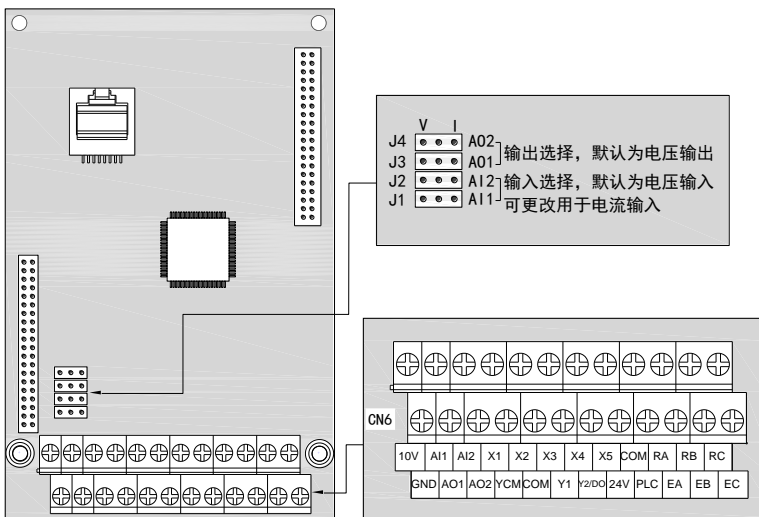 V I
J4 AO2
J3 AO1 输出选择，默认为电压输出
J2 AI2 输入选择，默认为电压输入
J1 AI1 可更改用于电流输入
CN6
10V AI1 AI2 X1 X2 X3 X4 X5 COM RA RB RC
GND AO1 AO2 YCM COM Y1 Y2/DO 24V PLC EA EB EC